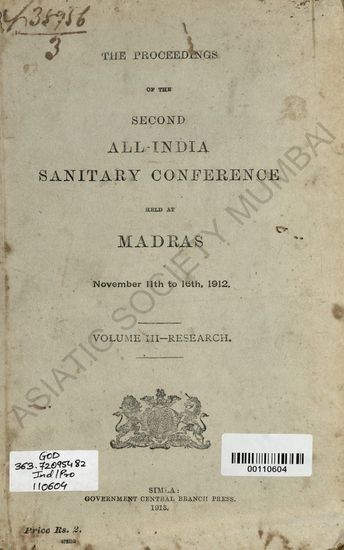 4/38956
3
THE PROCEEDINGS
OF THE
SECOND
ALL-INDIA
SANITARY CONFERENCE
HELD AT
MADRAS
November 11th to 16th, 1912.
VOLUME III—RESEARCH.
ASIATIC SOCIETY MUMBAI
GOD
363.72095482
Ind/Pro
110604
00110604
SIMLA:
GOVERNMENT CENTRAL BRANCH PRESS.
1913.
Price Rs. 2.